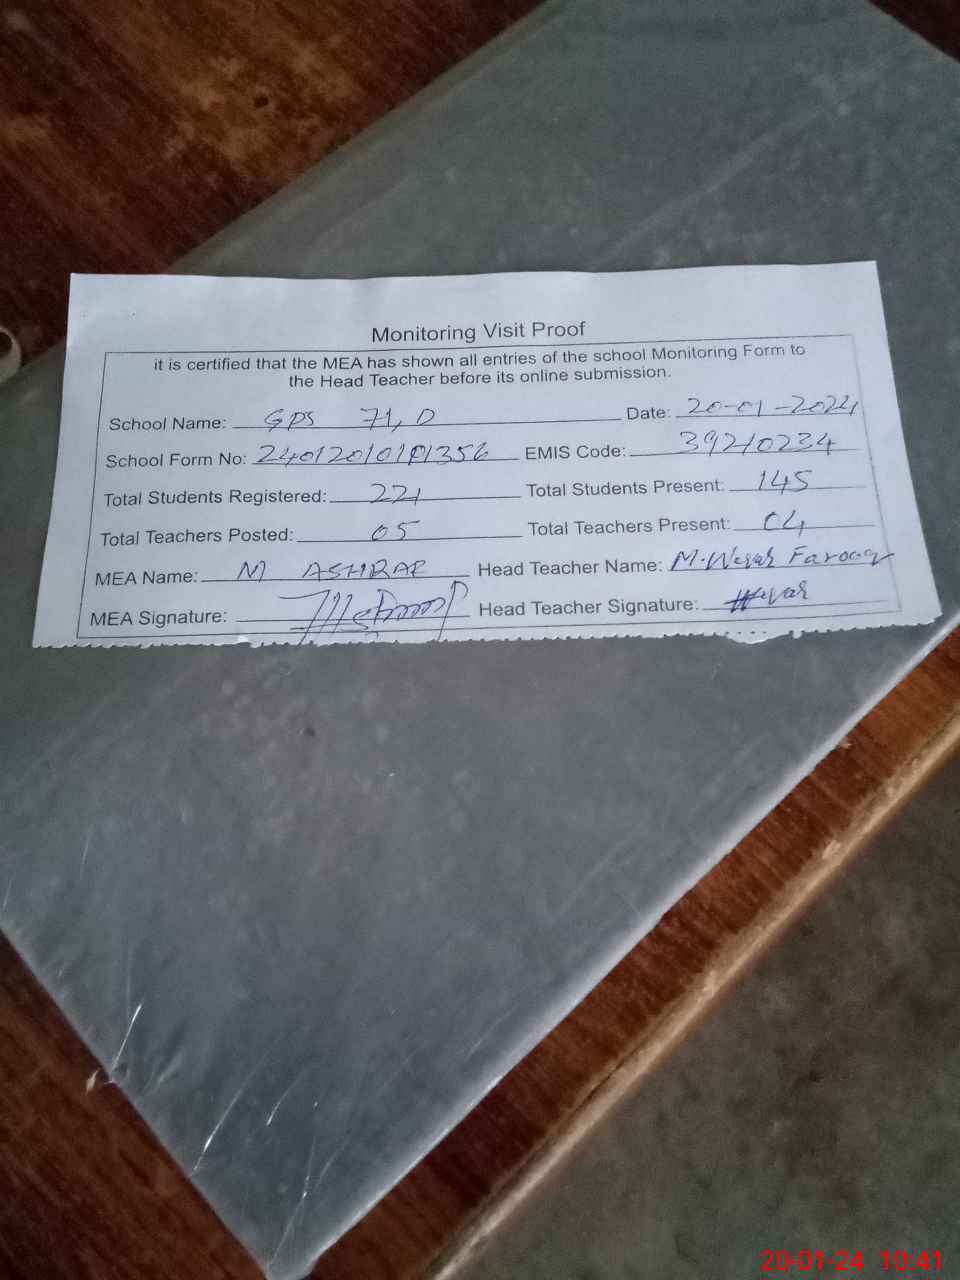 Monitoring Visit Proof
it is certified that the MEA has shown all entries of the school Monitoring Form to
the Head Teacher before its online submission.
School Name: GPS 71, D Date: 20-01-2024
School Form No: EMIS Code: 39210234
Total Students Registered: 221 Total Students Present: 145
Total Teachers Posted: 05 Total Teachers Present: 04
MEA Name: M ASHRAF Head Teacher Name: M. Farooq
MEA Signature: Head Teacher Signature:
20-01-24 10:41